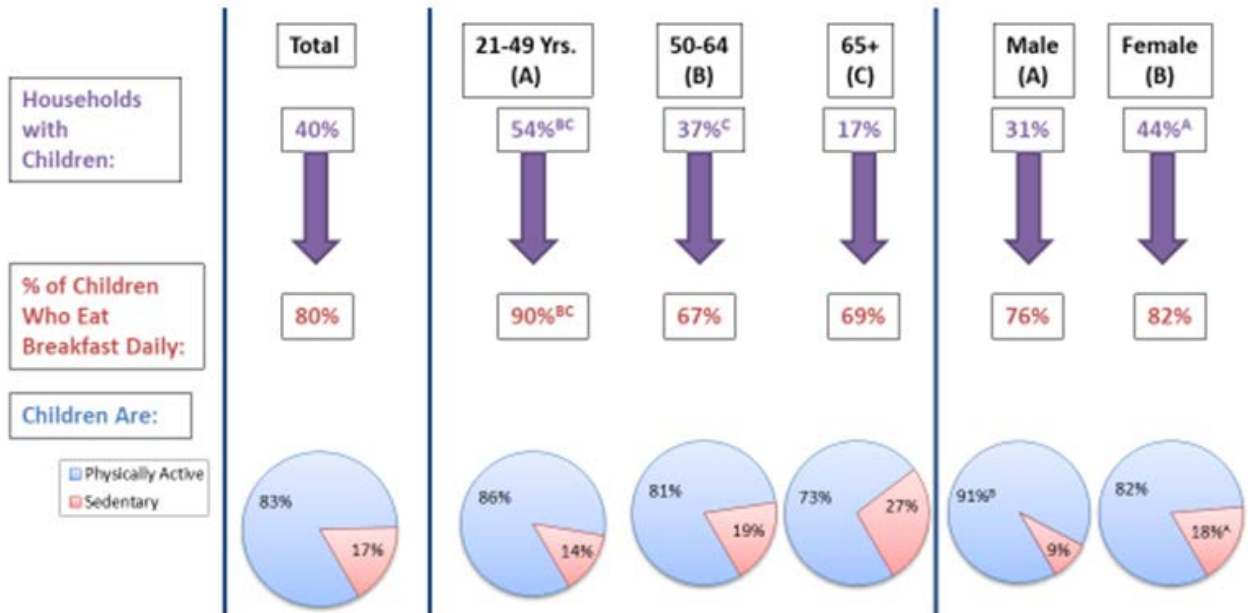 Total
21-49 Yrs.
(A)
50-64
(B)
65+
(C)
Male
(A)
Female
(B)
Households
with
Children:
40%
54%ᴮᶜ
37%ᶜ
17%
31%
44%ᴬ
% of Children
Who Eat
Breakfast Daily:
80%
90%ᴮᶜ
67%
69%
76%
82%
Children Are:
Physically Active
Sedentary
83%
17%
86%
14%
81%
19%
73%
27%
91%ᴮ
9%
82%
18%ᴬ